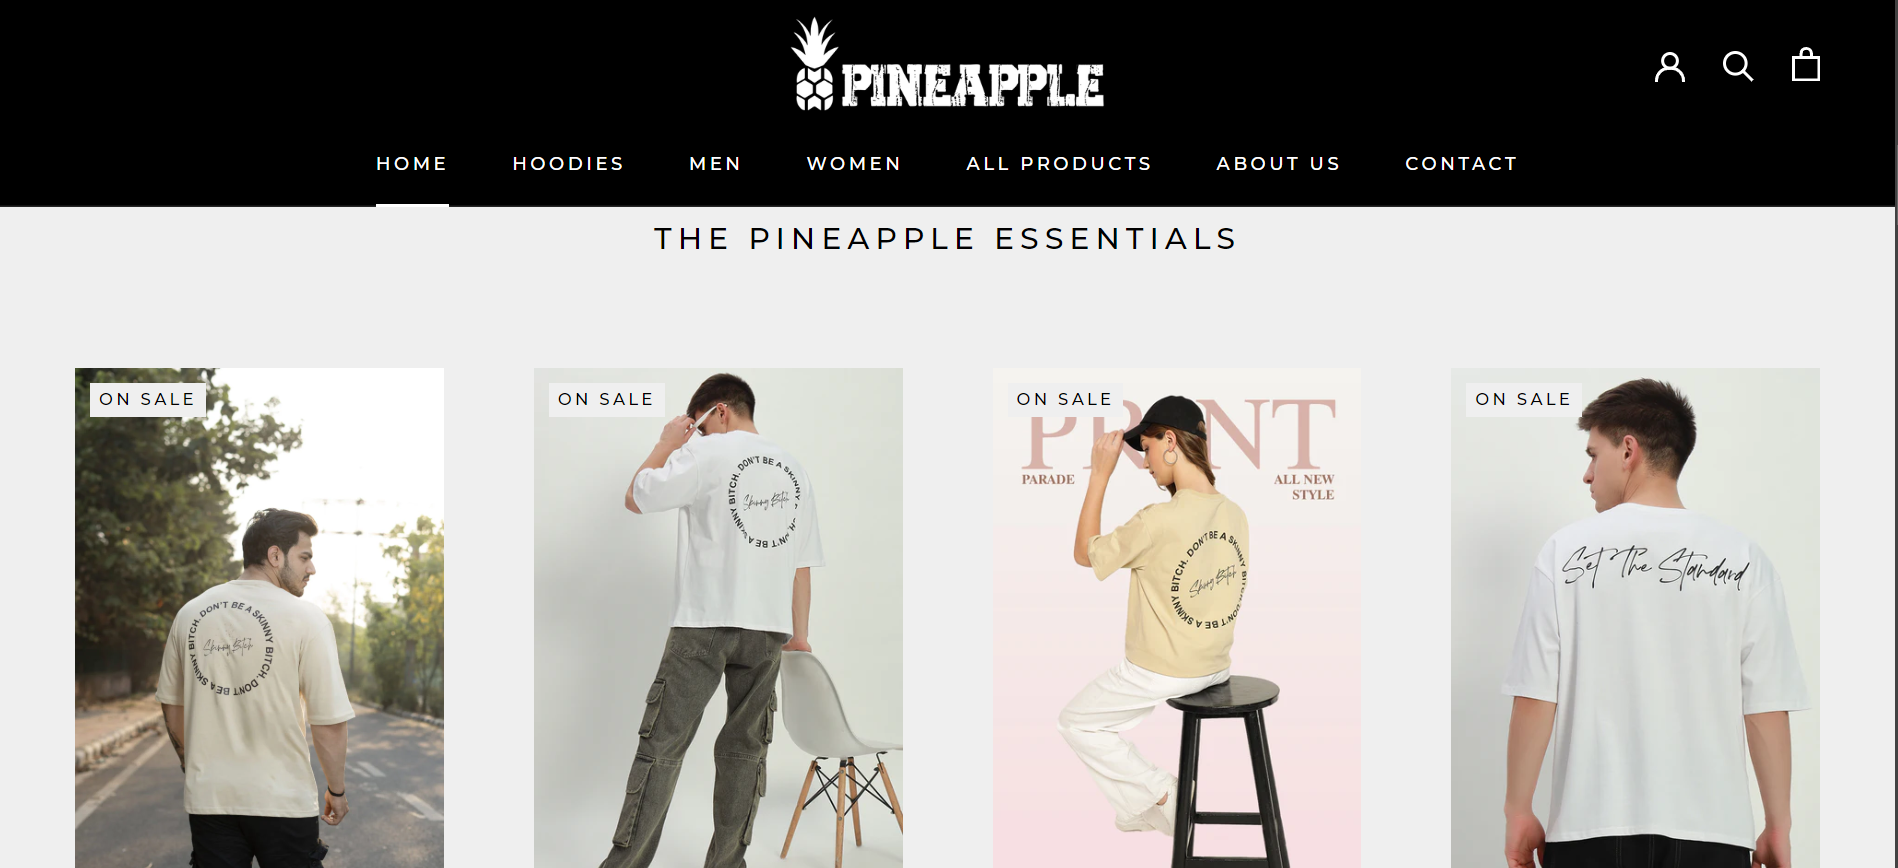 PINEAPPLE
HOME HOODIES MEN WOMEN ALL PRODUCTS ABOUT US CONTACT
THE PINEAPPLE ESSENTIALS
ON SALE
DON'T BE A SKINNY BITCH. DON'T BE A SKINNY BITCH.
Skinny Bitch
ON SALE
DON'T BE A SKINNY BITCH. DON'T BE A SKINNY BITCH.
Skinny Bitch
ON SALE
PRINT
PARADE
ALL NEW
STYLE
DON'T BE A SKINNY BITCH. DON'T BE A SKINNY BITCH.
Skinny Bitch
ON SALE
Set The Standard